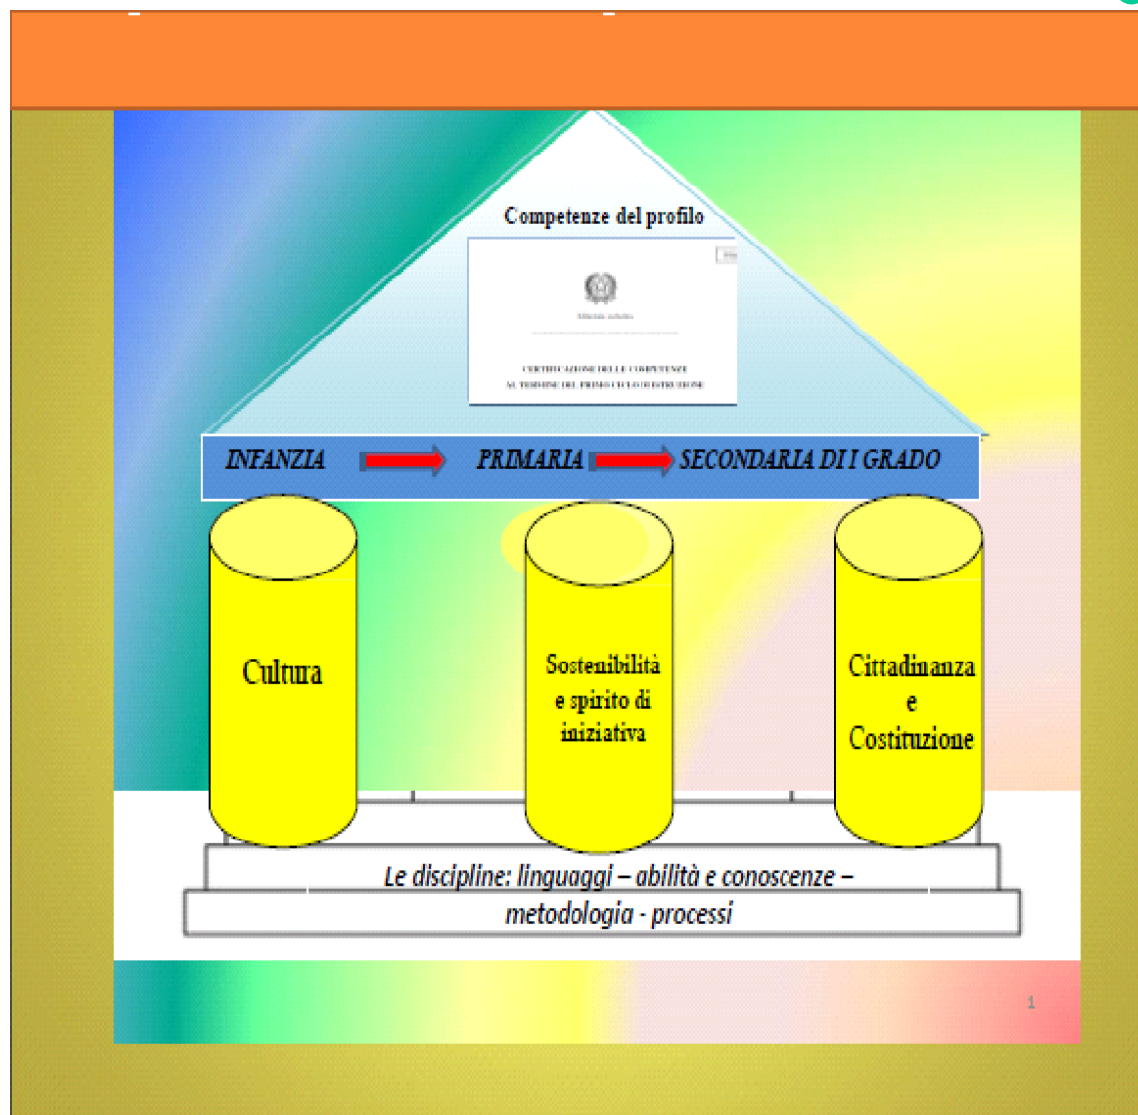 Competenze del profilo
CERTIFICAZIONE DELLE COMPETENZE
AL TERMINE DEL PRIMO CICLO DI ISTRUZIONE
INFANZIA PRIMARIA SECONDARIA DI I GRADO
Cultura
Sostenibilità
e spirito di
iniziativa
Cittadinanza
e
Costituzione
Le discipline: linguaggi – abilità e conoscenze –
metodologia - processi
1